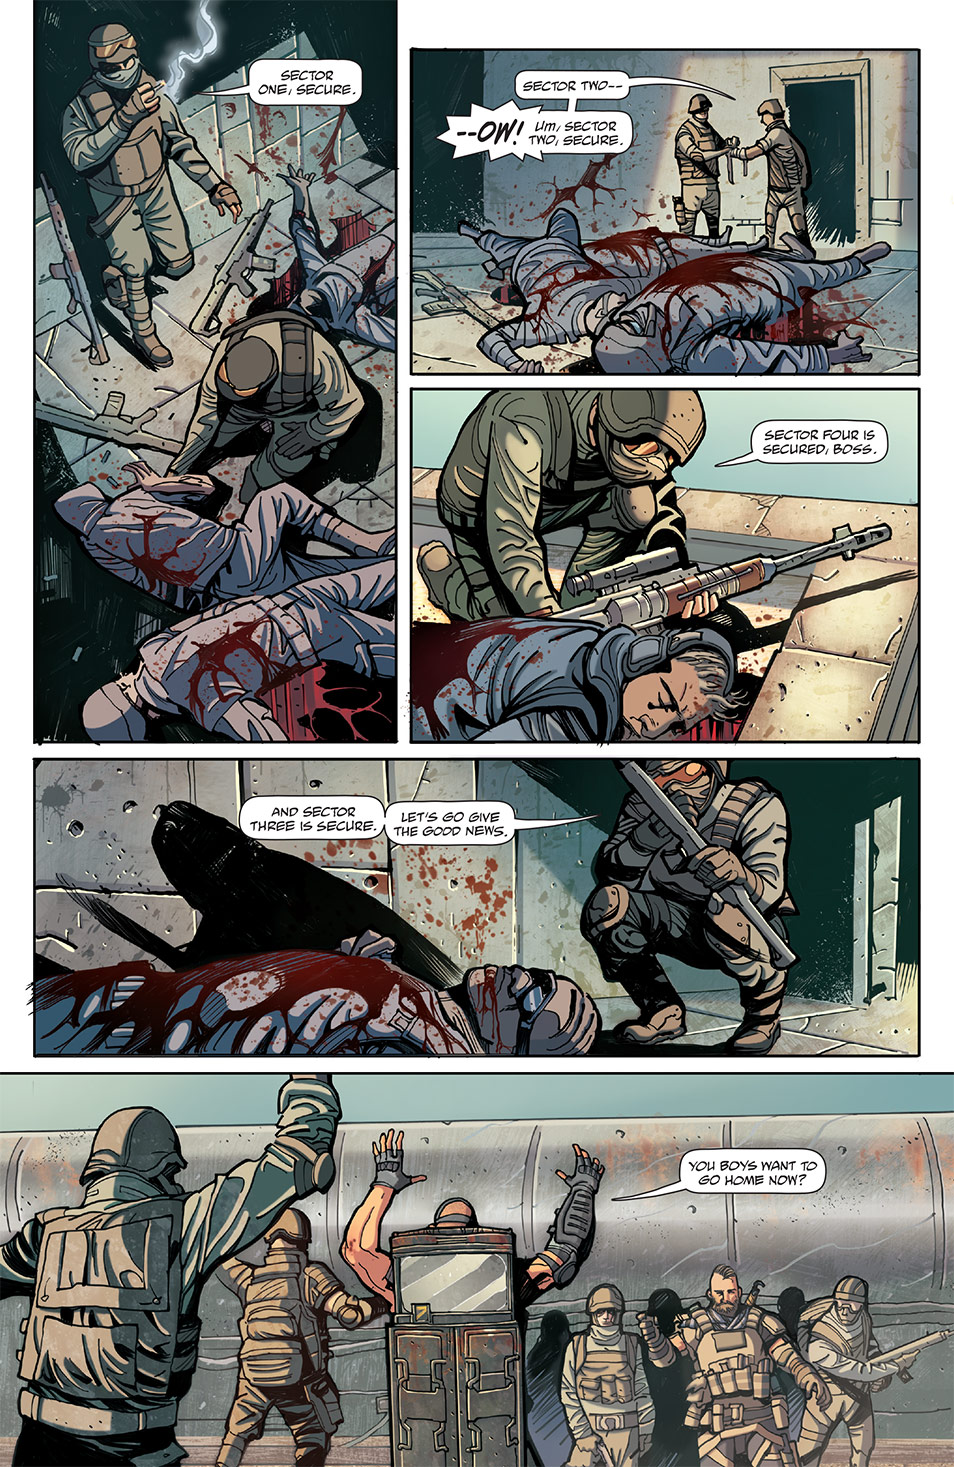 SECTOR
ONE, SECURE.
SECTOR TWO--
--OW!
UM, SECTOR
TWO, SECURE.
SECTOR FOUR IS
SECURED, BOSS.
AND SECTOR
THREE IS SECURE.
LET'S GO GIVE
THE GOOD NEWS.
YOU BOYS WANT TO
GO HOME NOW?